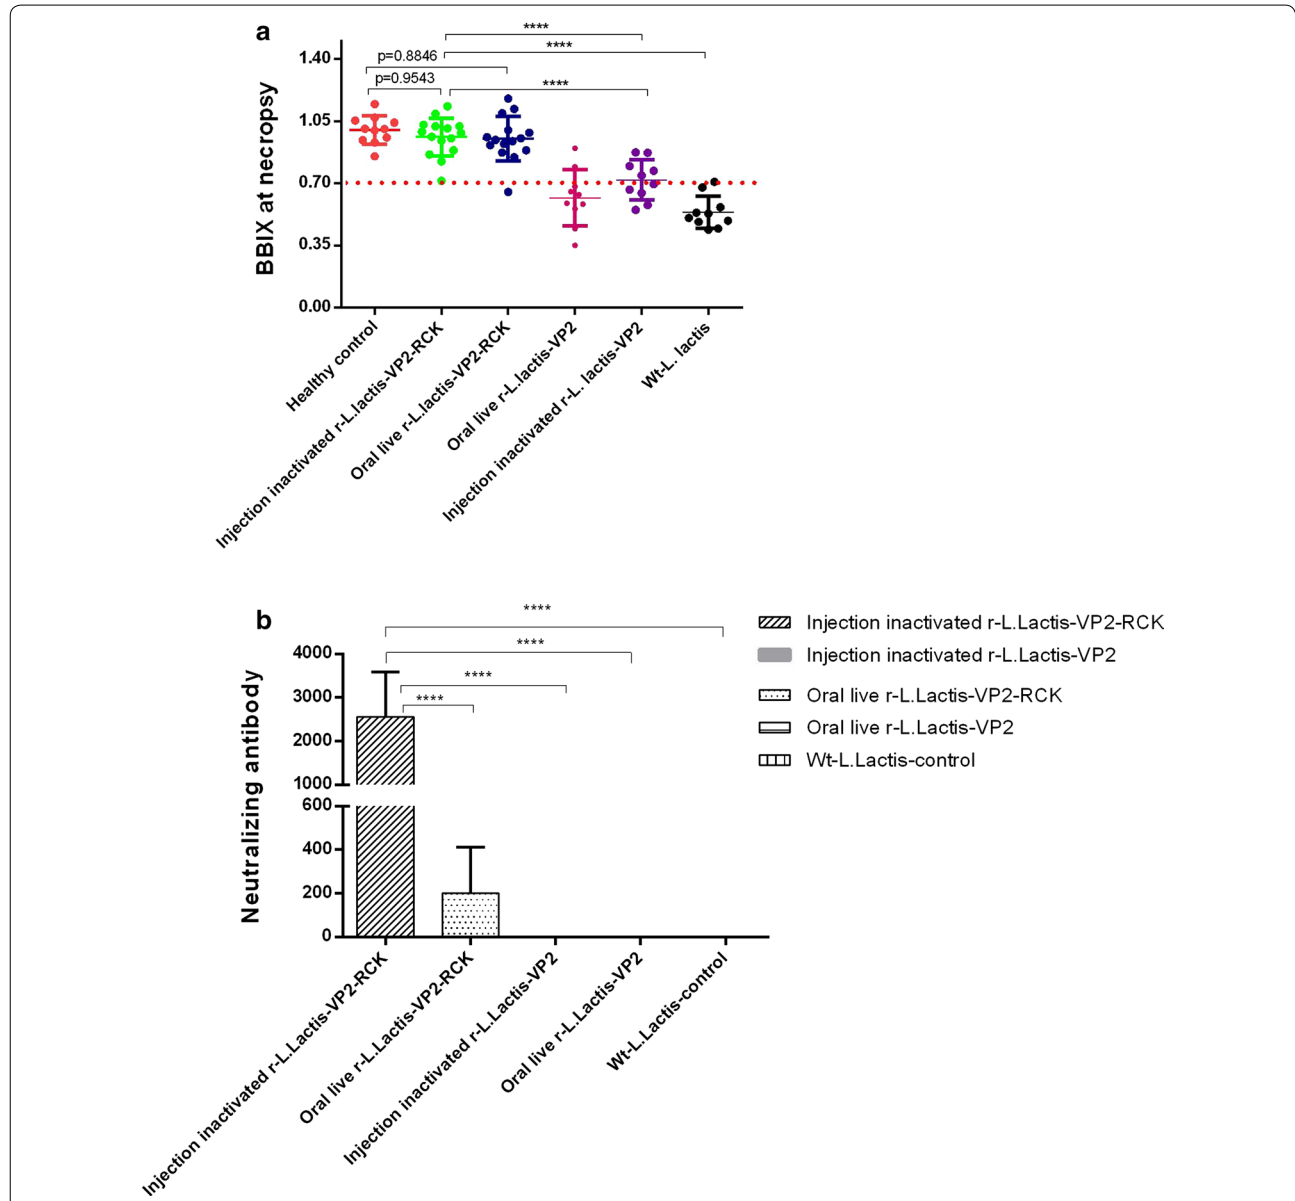 a
****
****
p=0.8846
p=0.9543
****
BBIX at necropsy
1.40
1.05
0.70
0.35
0.00
Healthy control
Injection inactivated r-L.lactis-VP2-RCK
Oral live r-L.lactis-VP2-RCK
Oral live r-L.lactis-VP2
Injection inactivated r-L. lactis-VP2
Wt-L. lactis
b
****
****
****
****
Neutralizing antibody
4000
3000
2000
1000
600
400
200
0
Injection inactivated r-L.Lactis-VP2-RCK
Oral live r-L.Lactis-VP2-RCK
Injection inactivated r-L.Lactis-VP2
Oral live r-L.Lactis-VP2
Wt-L.Lactis-control
Injection inactivated r-L.Lactis-VP2-RCK
Injection inactivated r-L.Lactis-VP2
Oral live r-L.Lactis-VP2-RCK
Oral live r-L.Lactis-VP2
Wt-L.Lactis-control